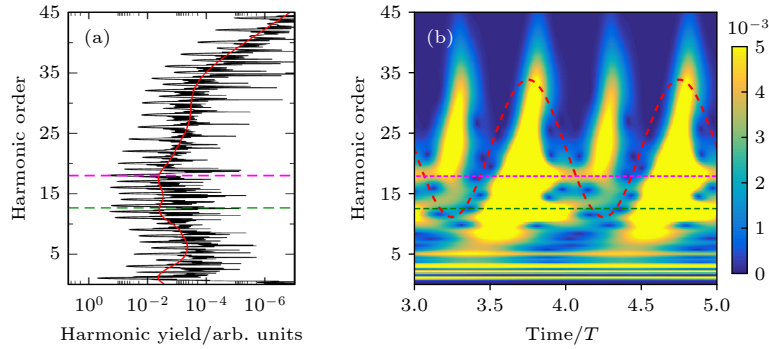 (a)
45
35
25
15
5
Harmonic order
10^0 10^−2 10^−4 10^−6
Harmonic yield/arb. units
(b)
45
35
25
15
5
Harmonic order
3.0 3.5 4.0 4.5 5.0
Time/T
10^−3
5
4
3
2
1
0